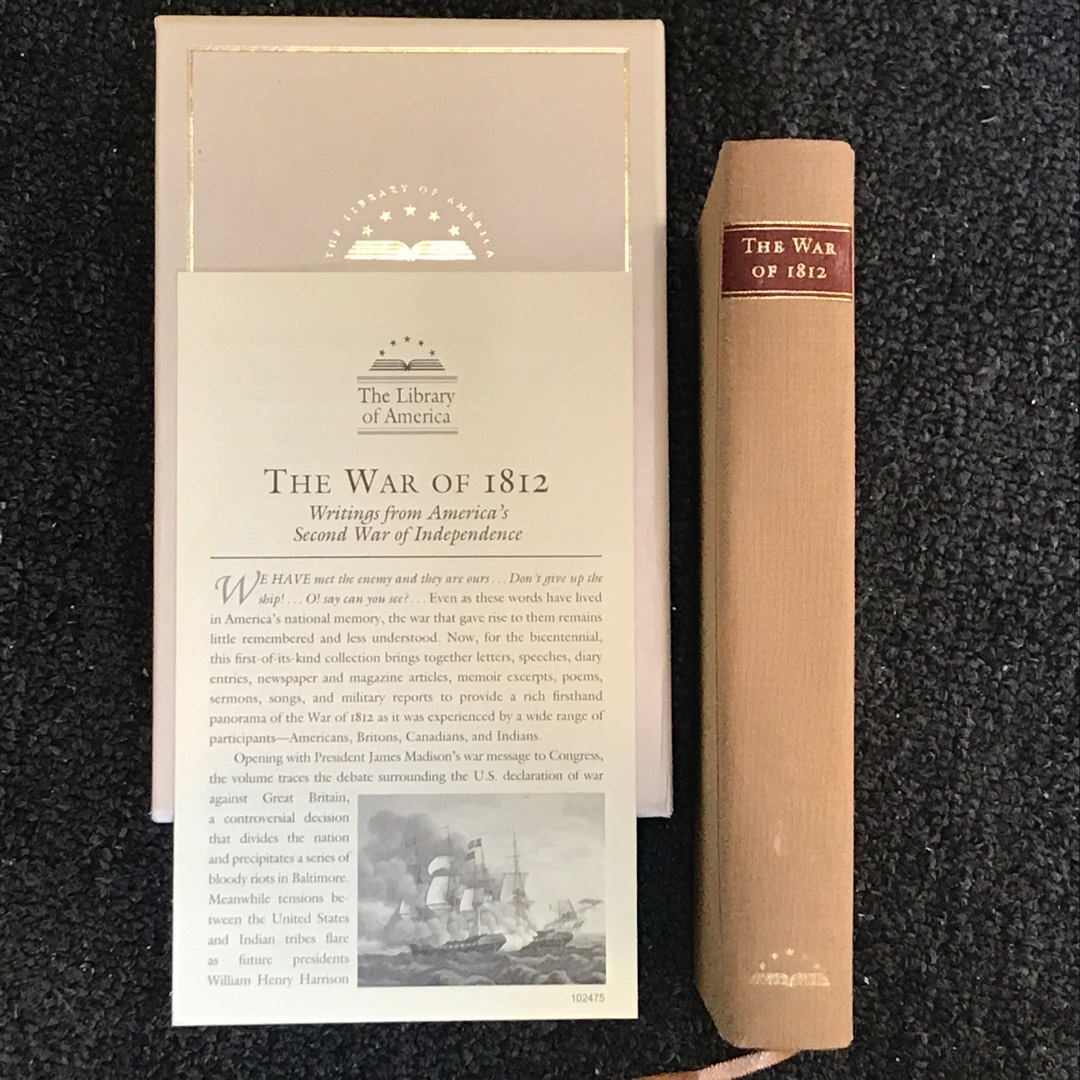 THE LIBRARY OF AMERICA
The Library
of America
THE WAR OF 1812
Writings from America's
Second War of Independence
WE HAVE met the enemy and they are ours . . . Don't give up the
ship! . . . O! say can you see? . . . Even as these words have lived
in America's national memory, the war that gave rise to them remains
little remembered and less understood. Now, for the bicentennial,
this first-of-its-kind collection brings together letters, speeches, diary
entries, newspaper and magazine articles, memoir excerpts, poems,
sermons, songs, and military reports to provide a rich firsthand
panorama of the War of 1812 as it was experienced by a wide range of
participants—Americans, Britons, Canadians, and Indians.
Opening with President James Madison's war message to Congress,
the volume traces the debate surrounding the U.S. declaration of war
against Great Britain,
a controversial decision
that divides the nation
and precipitates a series of
bloody riots in Baltimore.
Meanwhile tensions be-
tween the United States
and Indian tribes flare
as future presidents
William Henry Harrison
102475
THE WAR
OF 1812